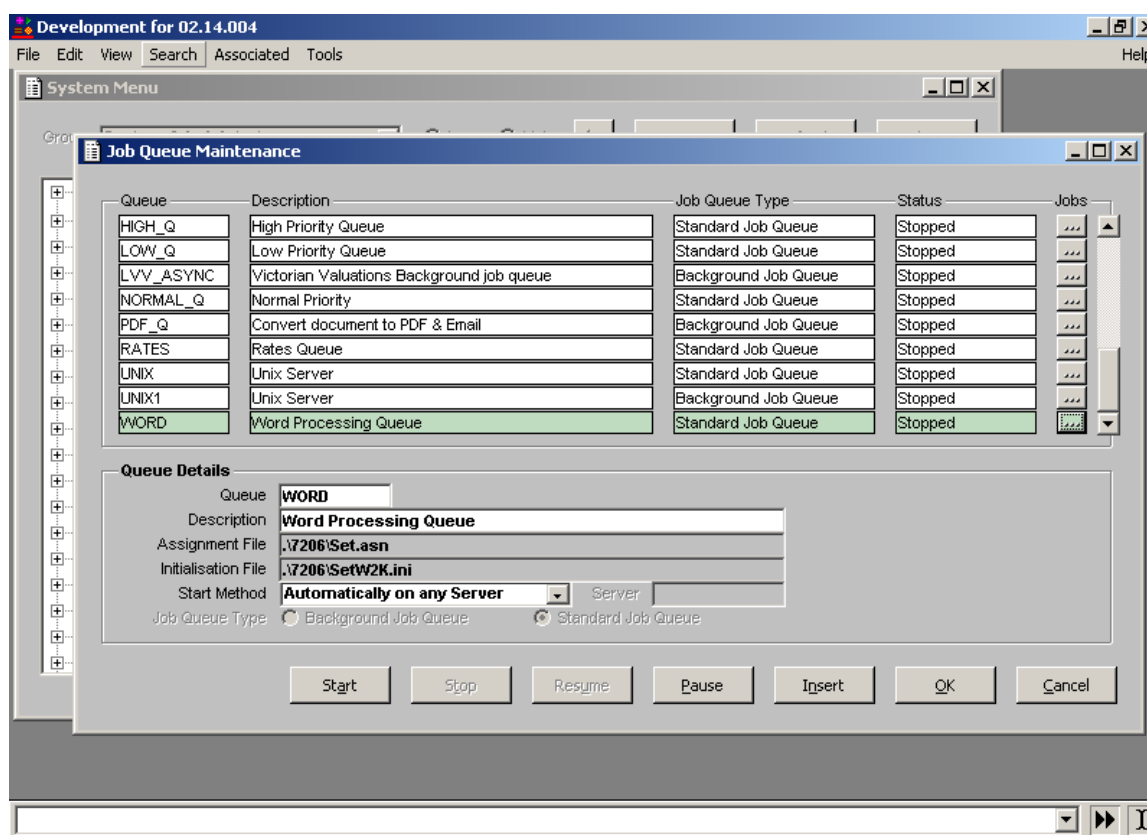 Development for 02.14.004
File Edit View Search Associated Tools Help
System Menu
Job Queue Maintenance
Queue Description Job Queue Type Status Jobs
HIGH_Q High Priority Queue Standard Job Queue Stopped ...
LOW_Q Low Priority Queue Standard Job Queue Stopped ...
LVV_ASYNC Victorian Valuations Background job queue Background Job Queue Stopped ...
NORMAL_Q Normal Priority Standard Job Queue Stopped ...
PDF_Q Convert document to PDF & Email Background Job Queue Stopped ...
RATES Rates Queue Standard Job Queue Stopped ...
UNIX Unix Server Standard Job Queue Stopped ...
UNIX1 Unix Server Background Job Queue Stopped ...
WORD Word Processing Queue Standard Job Queue Stopped ...
Queue Details
Queue WORD
Description Word Processing Queue
Assignment File .\7206\Set.asn
Initialisation File .\7206\SetW2K.ini
Start Method Automatically on any Server Server
Job Queue Type Background Job Queue Standard Job Queue
Start Stop Resume Pause Insert OK Cancel